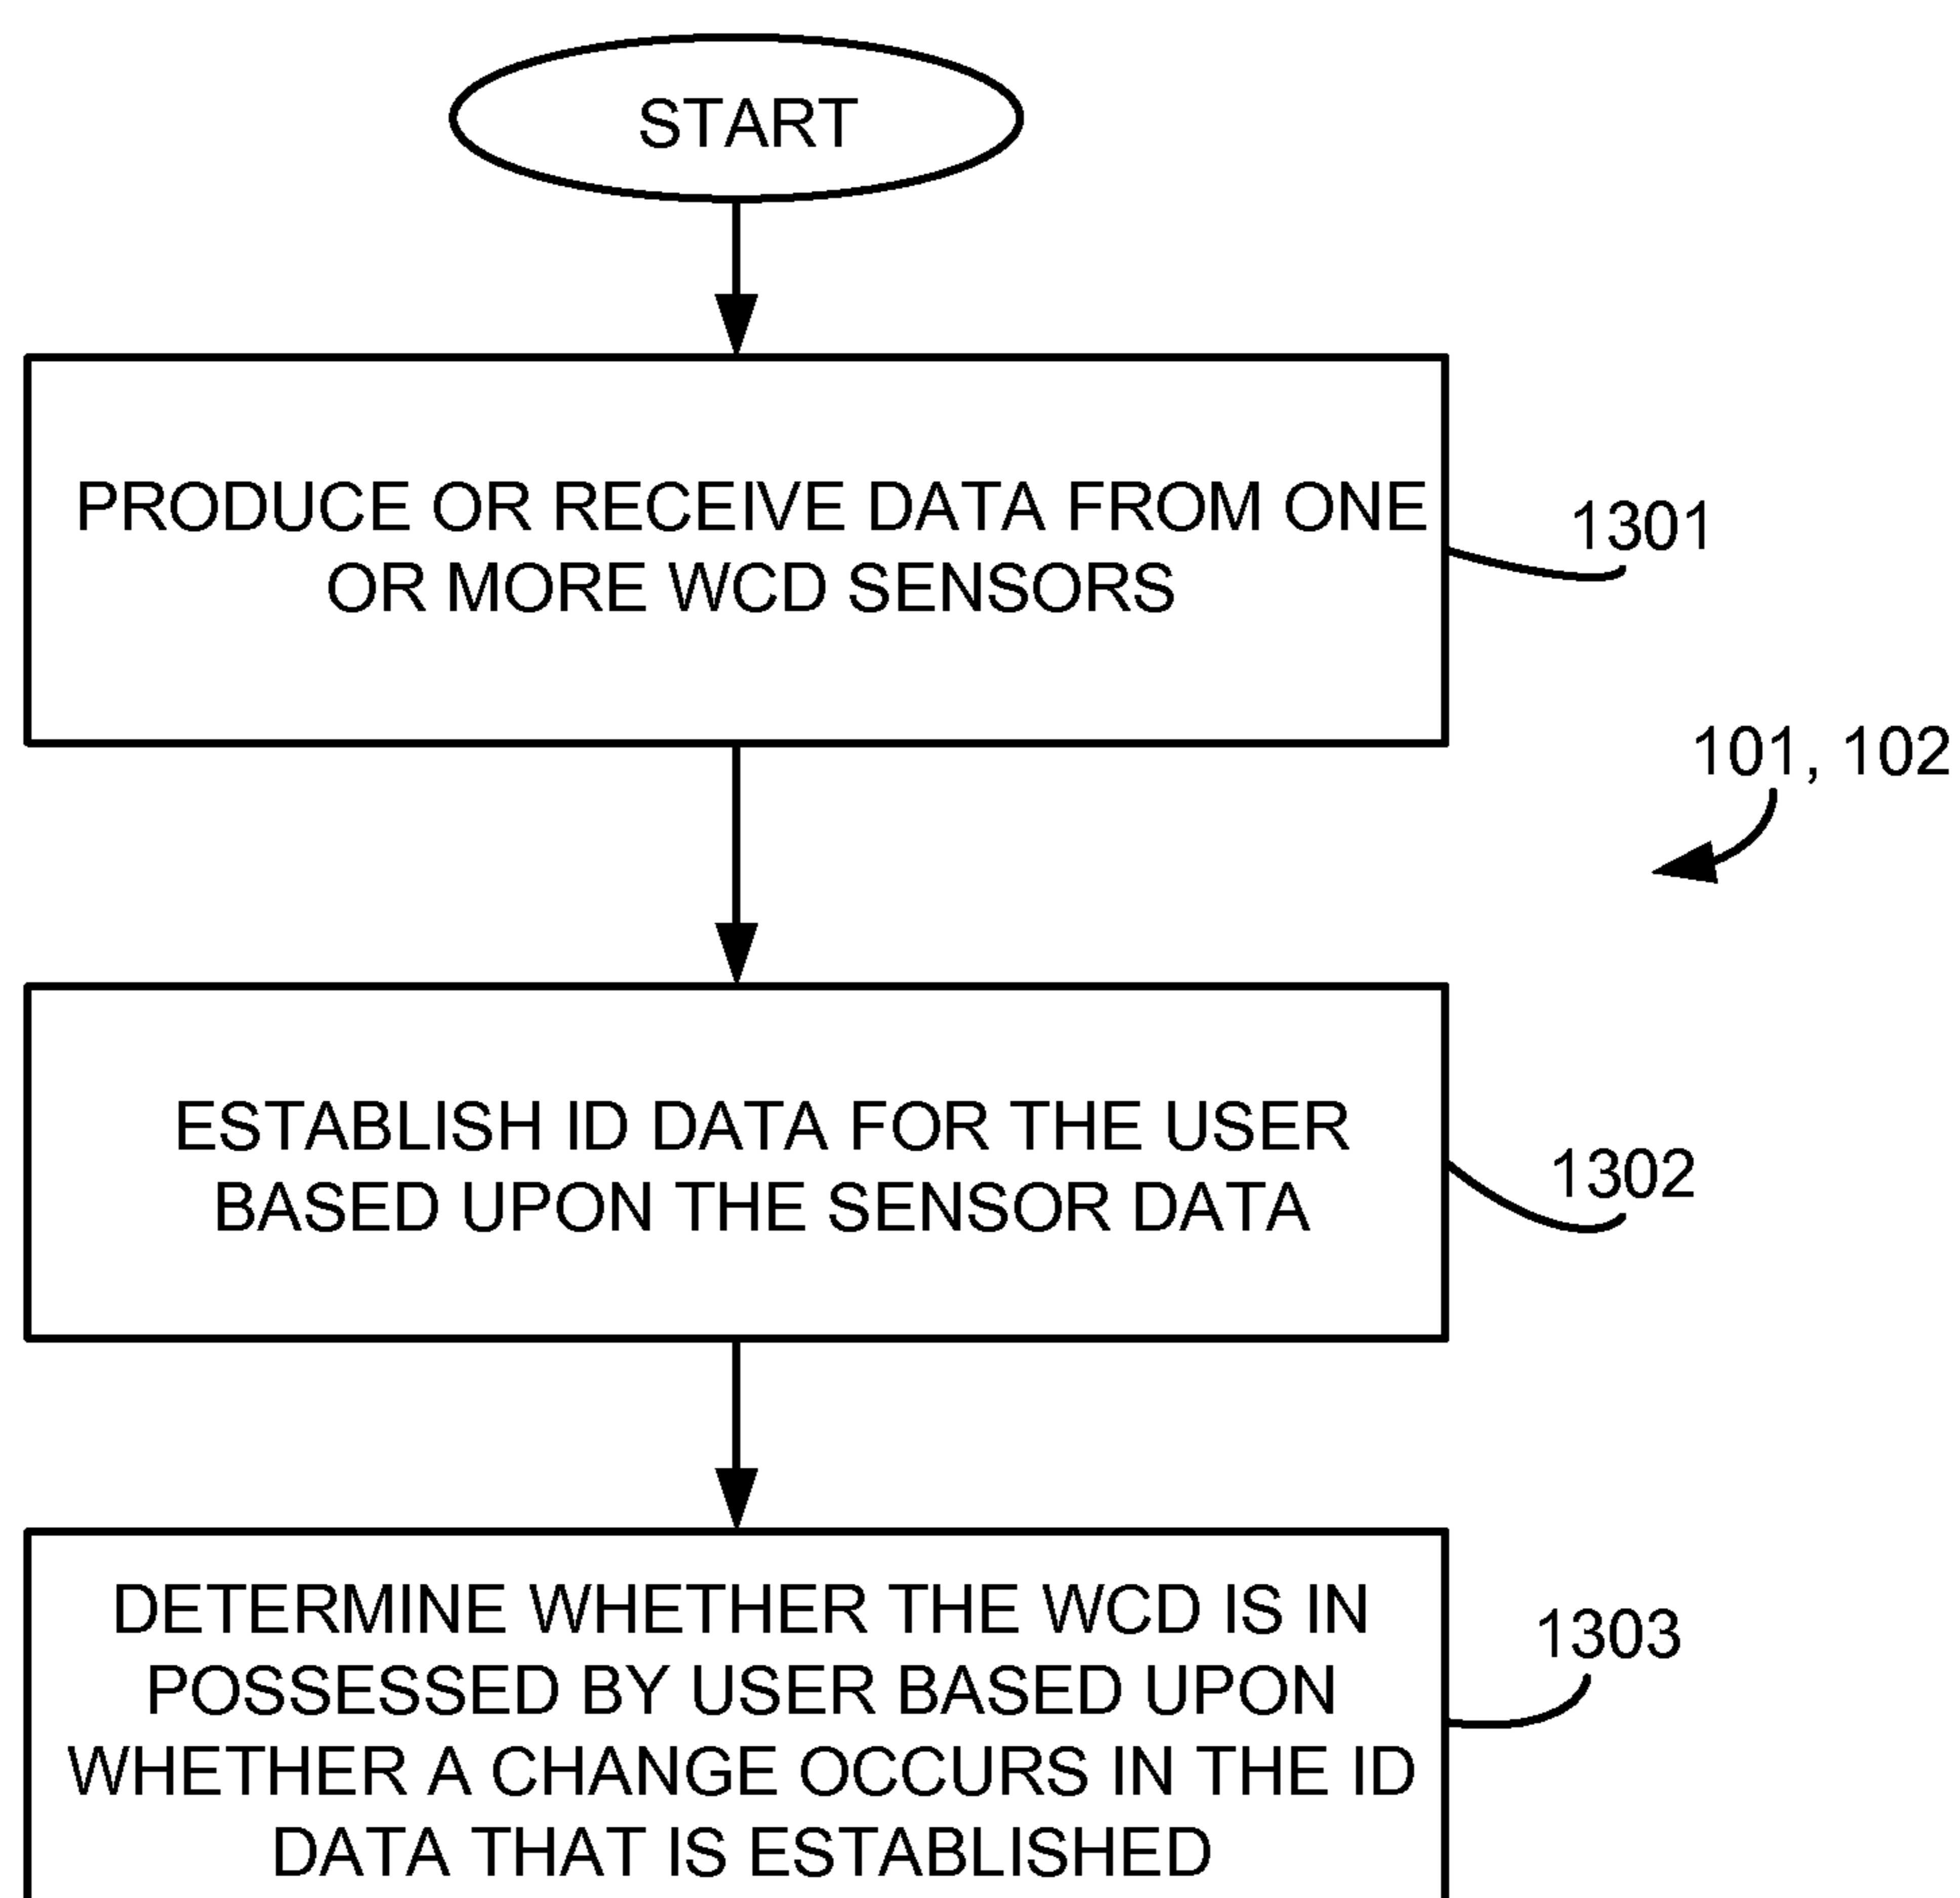 START
PRODUCE OR RECEIVE DATA FROM ONE
OR MORE WCD SENSORS
1301
101, 102
ESTABLISH ID DATA FOR THE USER
BASED UPON THE SENSOR DATA
1302
DETERMINE WHETHER THE WCD IS IN
POSSESSED BY USER BASED UPON
WHETHER A CHANGE OCCURS IN THE ID
DATA THAT IS ESTABLISHED
1303